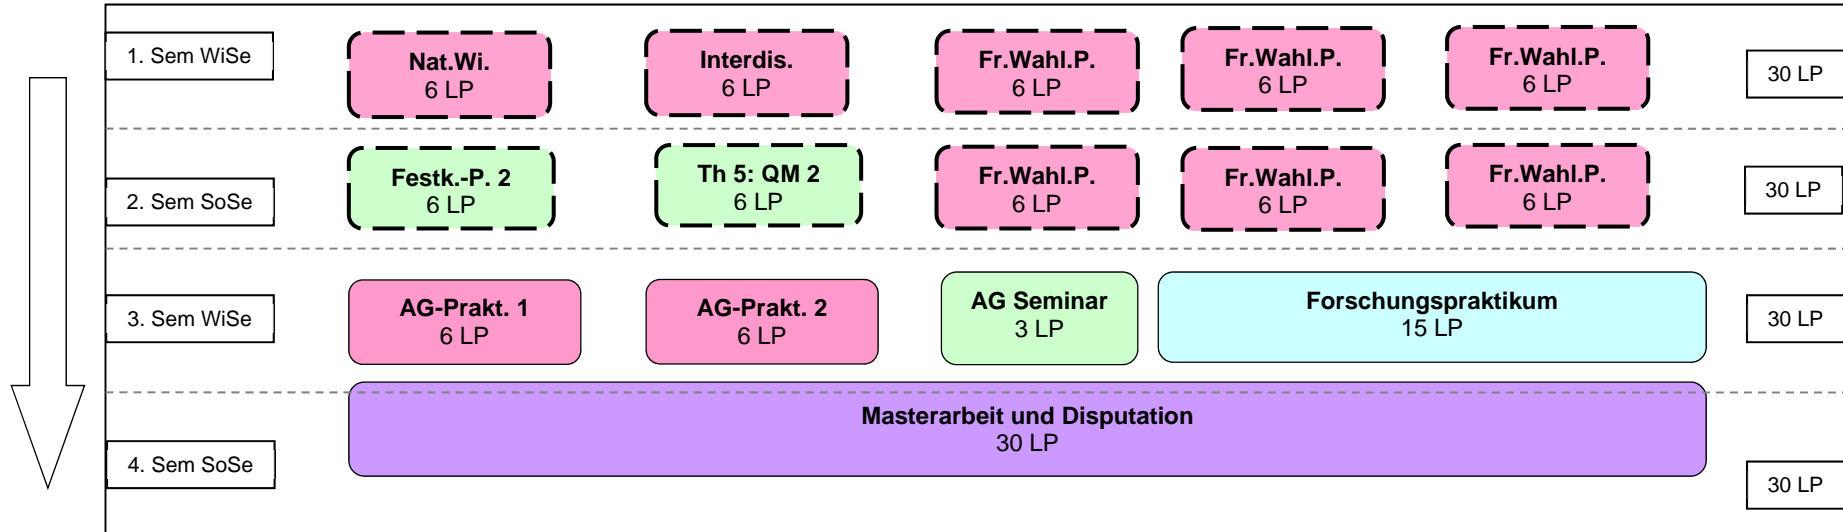 1. Sem WiSe
Nat.Wi.
6 LP
Interdis.
6 LP
Fr.Wahl.P.
6 LP
Fr.Wahl.P.
6 LP
Fr.Wahl.P.
6 LP
30 LP
2. Sem SoSe
Festk.-P. 2
6 LP
Th 5: QM 2
6 LP
Fr.Wahl.P.
6 LP
Fr.Wahl.P.
6 LP
Fr.Wahl.P.
6 LP
30 LP
3. Sem WiSe
AG-Prakt. 1
6 LP
AG-Prakt. 2
6 LP
AG Seminar
3 LP
Forschungspraktikum
15 LP
30 LP
4. Sem SoSe
Masterarbeit und Disputation
30 LP
30 LP